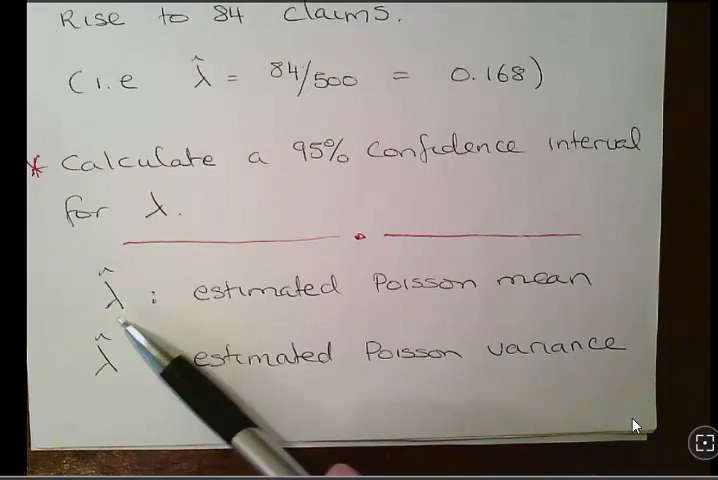 Rise to 84 claims.
(i.e λ̂ = 84/500 = 0.168)
* Calculate a 95% confidence interval
for λ.
λ̂ : estimated Poisson mean
λ̂ estimated Poisson variance